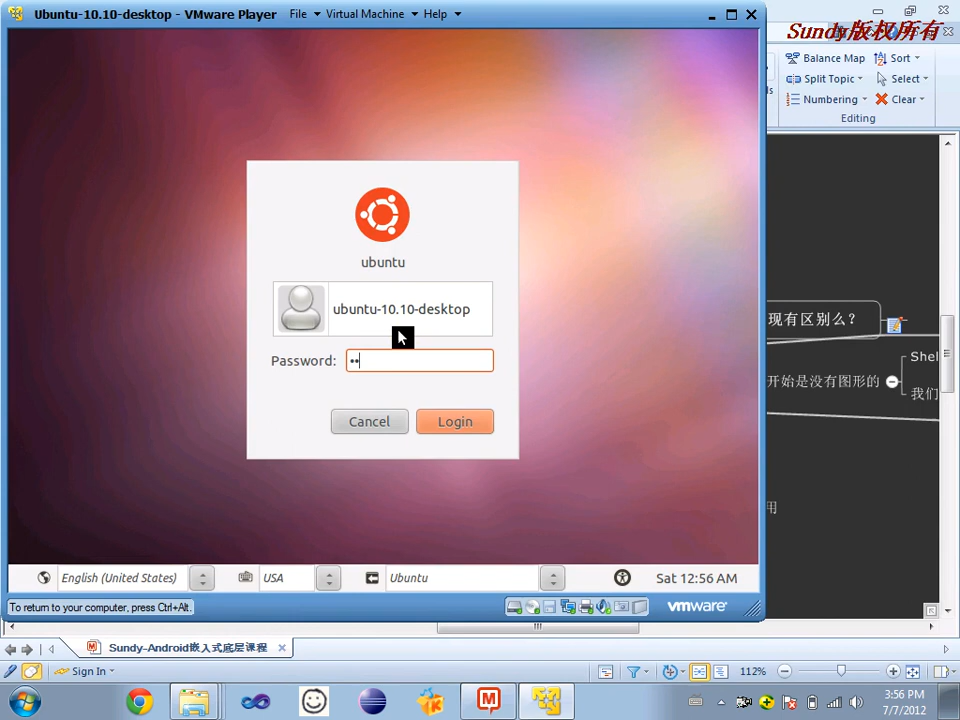 Ubuntu-10.10-desktop - VMware Player File Virtual Machine Help
Sundy版权所有
Balance Map Sort
Split Topic Select
Numbering Clear
Editing
ubuntu
ubuntu-10.10-desktop
Password:
Cancel Login
现有区别么?
Shel
开始是没有图形的
我们
用
English (United States) USA Ubuntu Sat 12:56 AM
To return to your computer, press Ctrl+Alt.
vmware
Sundy-Android嵌入式底层课程
Sign In 112%
3:56 PM
7/7/2012